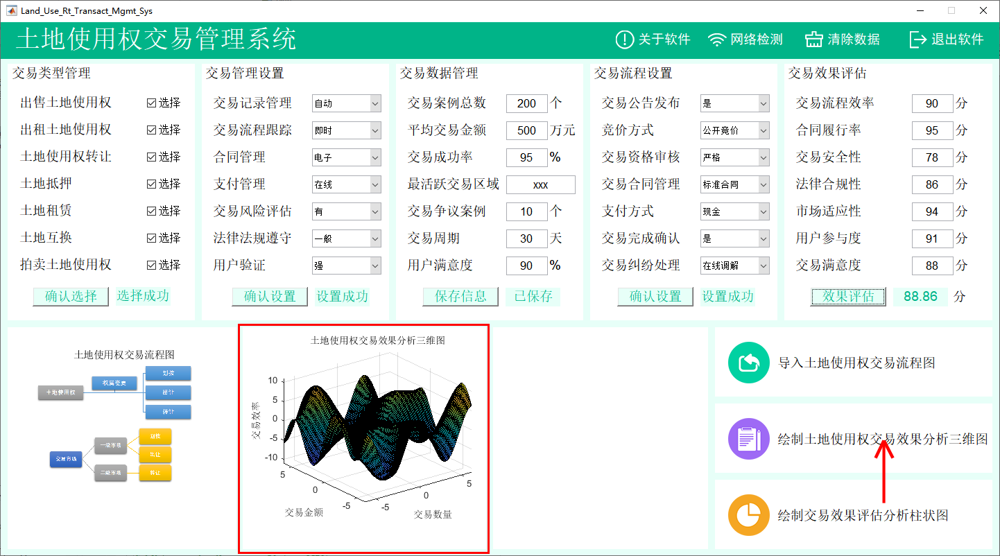 Land_Use_Rt_Transact_Mgmt_Sys
土地使用权交易管理系统
关于软件
网络检测
清除数据
退出软件
交易类型管理
出售土地使用权 选择
出租土地使用权 选择
土地使用权转让 选择
土地抵押 选择
土地租赁 选择
土地互换 选择
拍卖土地使用权 选择
确认选择 选择成功
交易管理设置
交易记录管理 自动
交易流程跟踪 即时
合同管理 电子
支付管理 在线
交易风险评估 有
法律法规遵守 一般
用户验证 强
确认设置 设置成功
交易数据管理
交易案例总数 200 个
平均交易金额 500 万元
交易成功率 95 %
最活跃交易区域 xxx
交易争议案例 10 个
交易周期 30 天
用户满意度 90 %
保存信息 已保存
交易流程设置
交易公告发布 是
竞价方式 公开竞价
交易资格审核 严格
交易合同管理 标准合同
支付方式 现金
交易完成确认 是
交易纠纷处理 在线调解
确认设置 设置成功
交易效果评估
交易流程效率 90 分
合同履行率 95 分
交易安全性 78 分
法律合规性 86 分
市场适应性 94 分
用户参与度 91 分
交易满意度 88 分
效果评估 88.86 分
土地使用权交易流程图
土地使用权
权属变更
划拨
出让
转让
交易市场
一级市场
二级市场
划拨
出让
转让
土地使用权交易效果分析三维图
交易效率
10
5
0
-5
-10
5
0
-5
交易金额
-5
0
5
交易数量
导入土地使用权交易流程图
绘制土地使用权交易效果分析三维图
绘制交易效果评估分析柱状图